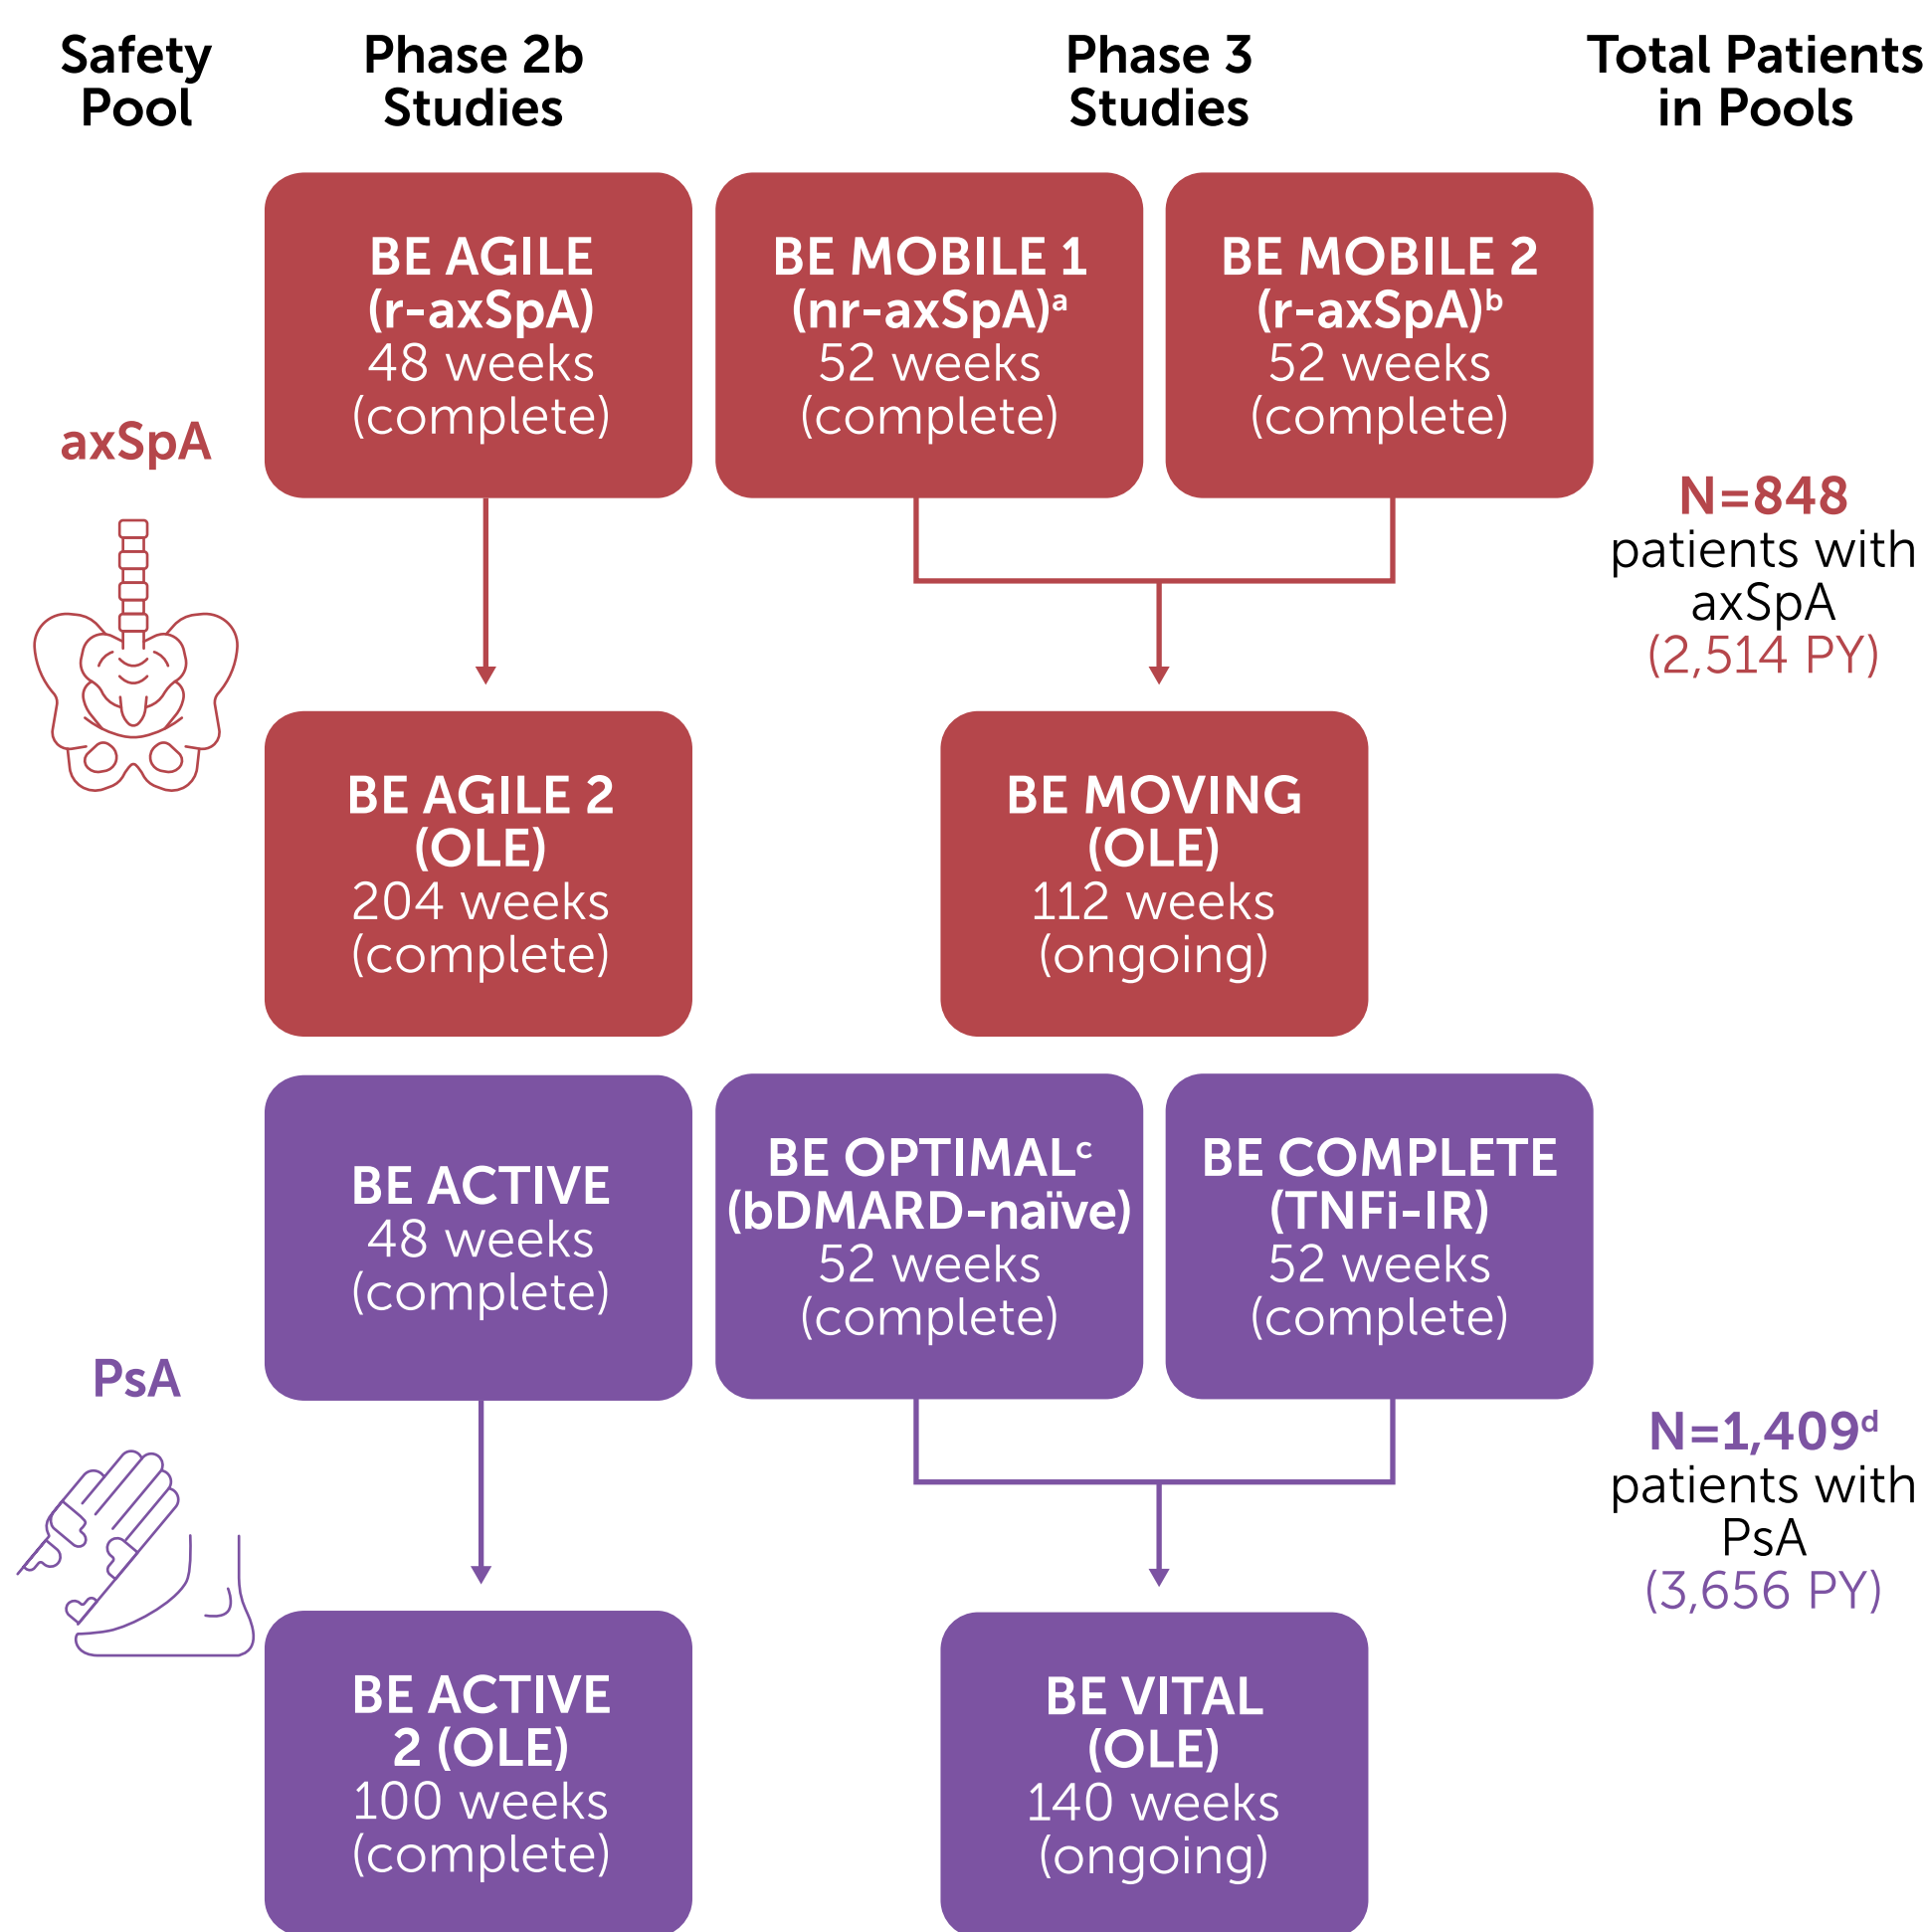 Safety
Pool
Phase 2b
Studies
Phase 3
Studies
Total Patients
in Pools
axSpA
BE AGILE
(r-axSpA)
48 weeks
(complete)
BE MOBILE 1
(nr-axSpA)ᵃ
52 weeks
(complete)
BE MOBILE 2
(r-axSpA)ᵇ
52 weeks
(complete)
N=848
patients with
axSpA
(2,514 PY)
BE AGILE 2
(OLE)
204 weeks
(complete)
BE MOVING
(OLE)
112 weeks
(ongoing)
PsA
BE ACTIVE
48 weeks
(complete)
BE OPTIMALᶜ
(bDMARD-naïve)
52 weeks
(complete)
BE COMPLETE
(TNFi-IR)
52 weeks
(complete)
N=1,409ᵈ
patients with
PsA
(3,656 PY)
BE ACTIVE
2 (OLE)
100 weeks
(complete)
BE VITAL
(OLE)
140 weeks
(ongoing)